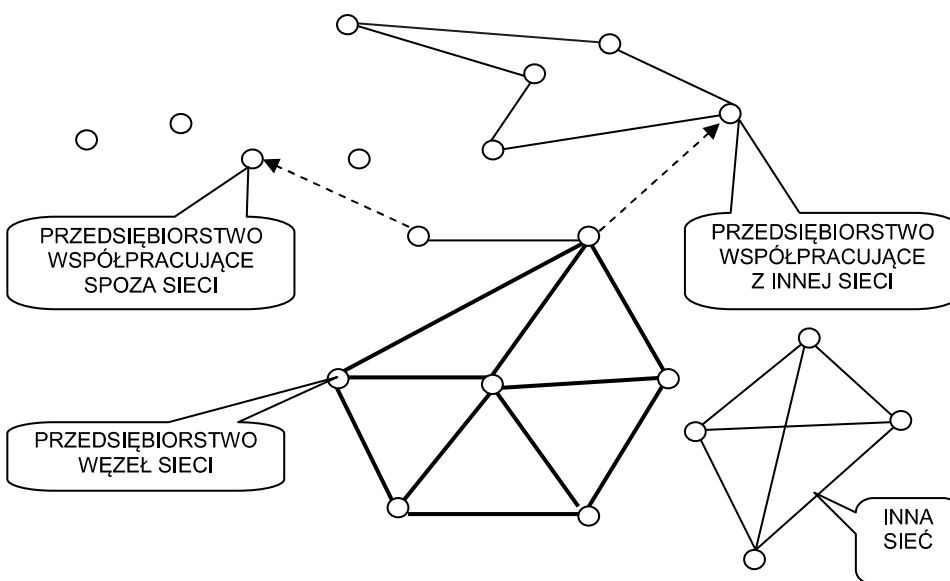 PRZEDSIĘBIORSTWO
WSPÓŁPRACUJĄCE
SPOZA SIECI
PRZEDSIĘBIORSTWO
WSPÓŁPRACUJĄCE
Z INNEJ SIECI
PRZEDSIĘBIORSTWO
WĘZEŁ SIECI
INNA
SIEĆ